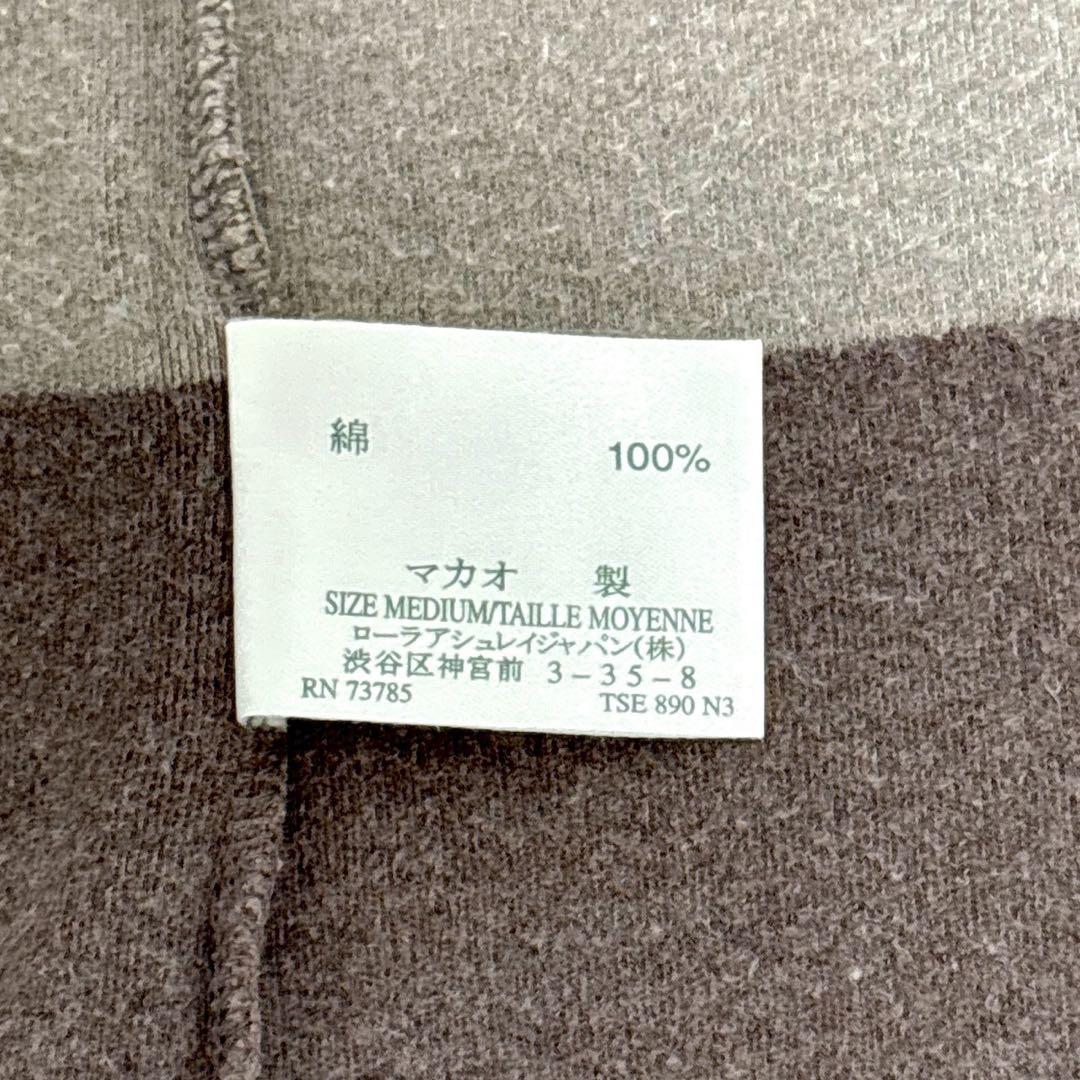 綿 100%
マカオ 製
SIZE MEDIUM/TAILLE MOYENNE
ローラアシュレイジャパン(株)
渋谷区神宮前 3-35-8
RN 73785 TSE 890 N3